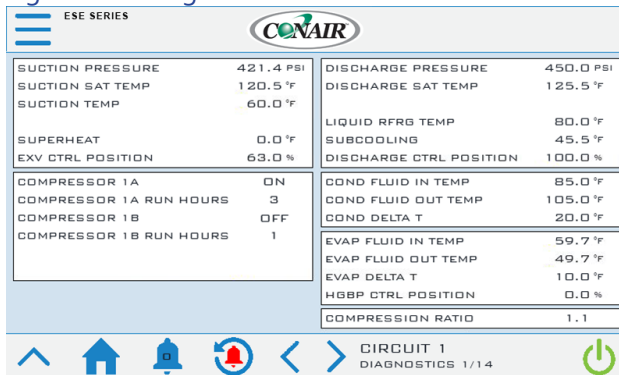 ESE SERIES
CONAIR
SUCTION PRESSURE 421.4 PSI
SUCTION SAT TEMP 120.5 °F
SUCTION TEMP 60.0 °F
SUPERHEAT 0.0 °F
EXV CTRL POSITION 63.0 %
DISCHARGE PRESSURE 450.0 PSI
DISCHARGE SAT TEMP 125.5 °F
LIQUID RFRG TEMP 80.0 °F
SUBCOOLING 45.5 °F
DISCHARGE CTRL POSITION 100.0 %
COMPRESSOR 1A ON
COMPRESSOR 1A RUN HOURS 3
COMPRESSOR 1B OFF
COMPRESSOR 1B RUN HOURS 1
COND FLUID IN TEMP 85.0 °F
COND FLUID OUT TEMP 105.0 °F
COND DELTA T 20.0 °F
EVAP FLUID IN TEMP 59.7 °F
EVAP FLUID OUT TEMP 49.7 °F
EVAP DELTA T 10.0 °F
HGBP CTRL POSITION 0.0 %
COMPRESSION RATIO 1.1
0
CIRCUIT 1
DIAGNOSTICS 1/14